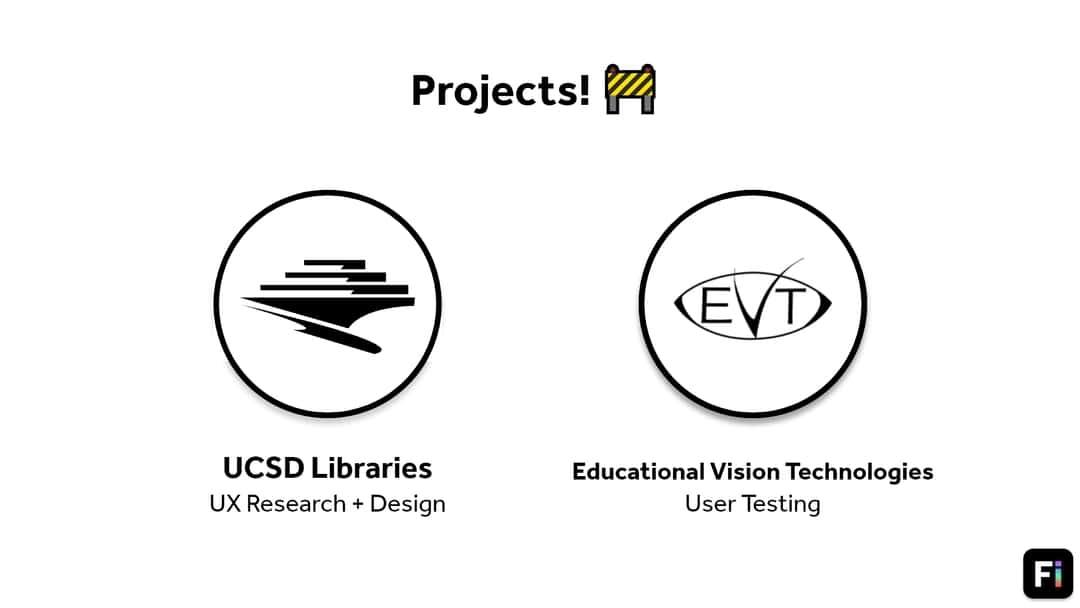 Projects! 🚧
EVT
UCSD Libraries
UX Research + Design
Educational Vision Technologies
User Testing
Fi